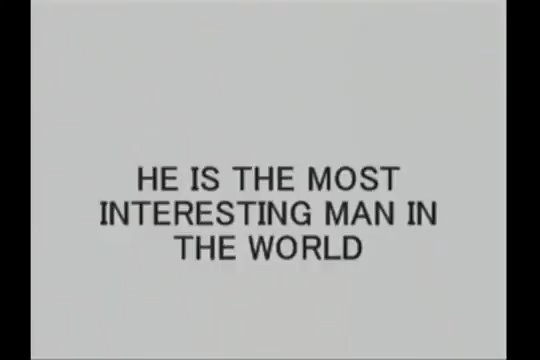 HE IS THE MOST
INTERESTING MAN IN
THE WORLD